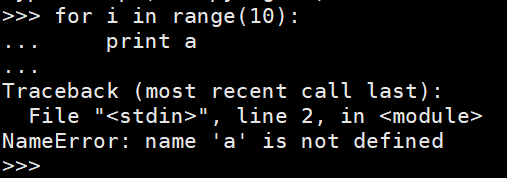 >>> for i in range(10):
...     print a
...
Traceback (most recent call last):
  File "<stdin>", line 2, in <module>
NameError: name 'a' is not defined
>>>